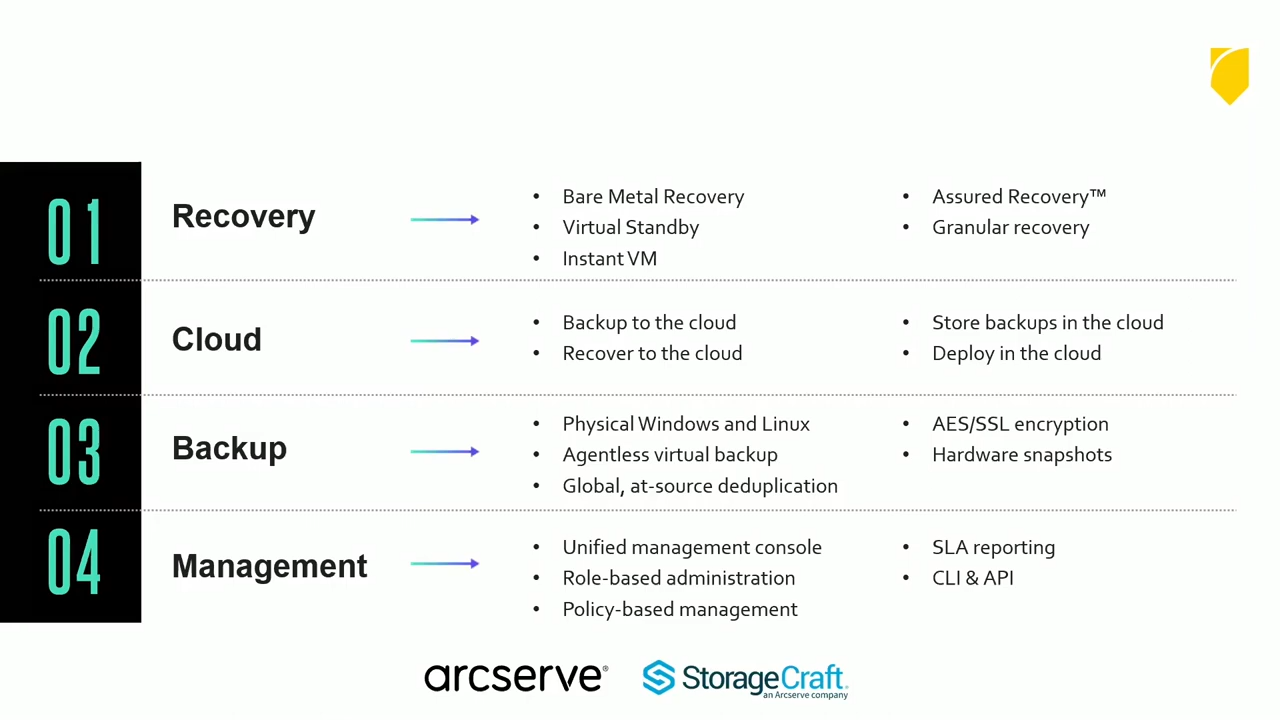 01
Recovery
• Bare Metal Recovery
• Virtual Standby
• Instant VM
• Assured Recovery™
• Granular recovery
02
Cloud
• Backup to the cloud
• Recover to the cloud
• Store backups in the cloud
• Deploy in the cloud
03
Backup
• Physical Windows and Linux
• Agentless virtual backup
• Global, at-source deduplication
• AES/SSL encryption
• Hardware snapshots
04
Management
• Unified management console
• Role-based administration
• Policy-based management
• SLA reporting
• CLI & API
arcserve®
StorageCraft
an Arcserve company